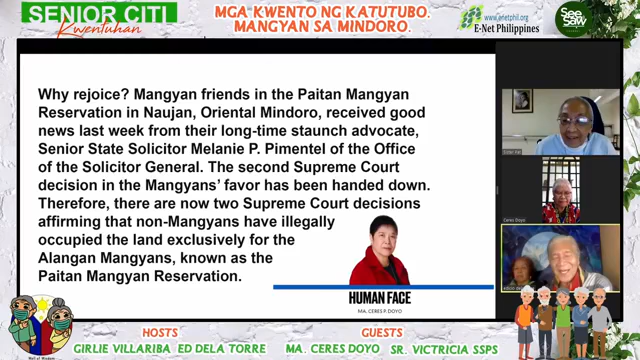 SENIOR CITI
Kwentuhan
MGA KWENTO NG KATUTUBO.
MANGYAN SA MINDORO.
www.enetphil.org
E-Net Philippines
See
Saw
Why rejoice? Mangyan friends in the Paitan Mangyan
Reservation in Naujan, Oriental Mindoro, received good
news last week from their long-time staunch advocate,
Senior State Solicitor Melanie P. Pimentel of the Office
of the Solicitor General. The second Supreme Court
decision in the Mangyans’ favor has been handed down.
Therefore, there are now two Supreme Court decisions
affirming that non-Mangyans have illegally
occupied the land exclusively for the
Alangan Mangyans, known as the
Paitan Mangyan Reservation.
HUMAN FACE
MA. CERES P. DOYO
Ceres Doyo
Well of Wisdom
HOSTS
GIRLIE VILLARIBA ED DELA TORRE
GUESTS
MA. CERES DOYO SR. VICTRICIA SSPS